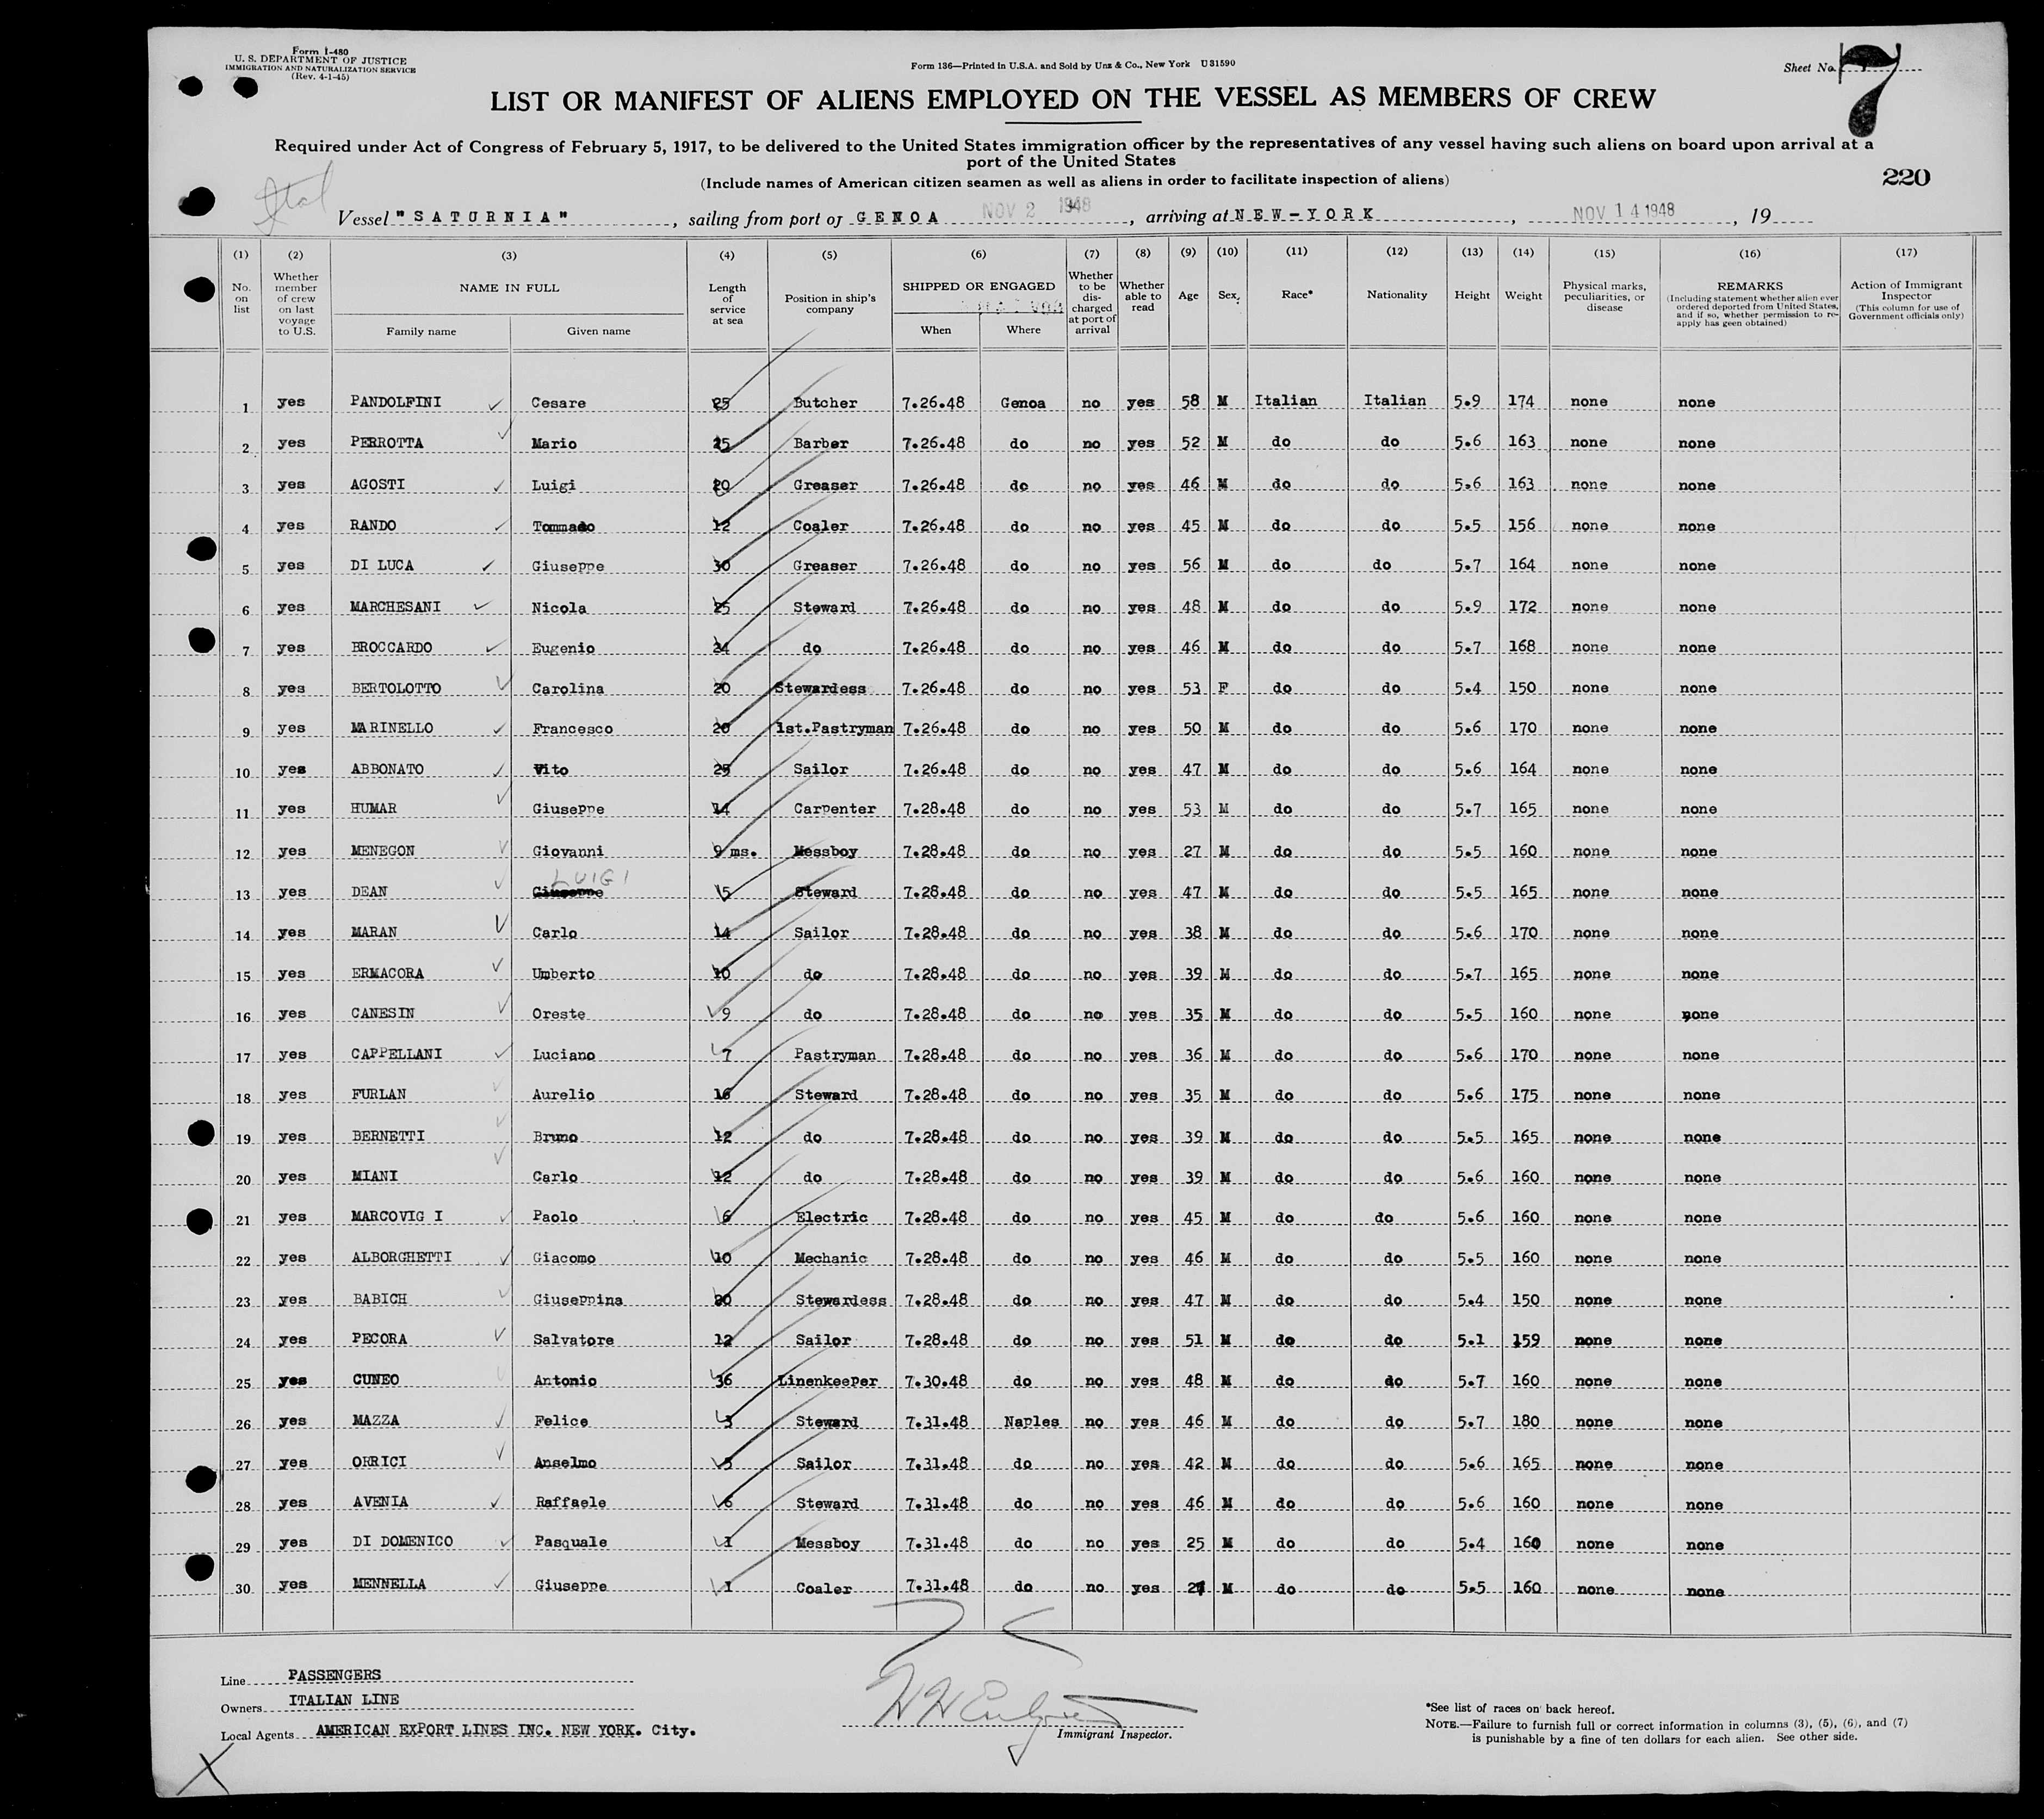 Form I-480
U. S. DEPARTMENT OF JUSTICE
IMMIGRATION AND NATURALIZATION SERVICE
(Rev. 4-1-45)
Form 136—Printed in U.S.A. and Sold by Unz & Co., New York U31590
Sheet No. 7
LIST OR MANIFEST OF ALIENS EMPLOYED ON THE VESSEL AS MEMBERS OF CREW
Required under Act of Congress of February 5, 1917, to be delivered to the United States immigration officer by the representatives of any vessel having such aliens on board upon arrival at a
port of the United States
(Include names of American citizen seamen as well as aliens in order to facilitate inspection of aliens)
220
Ital
Vessel "SATURNIA", sailing from port of GENOA NOV 2 1948, arriving at NEW-YORK, NOV 14 1948, 19
(1) (2) (3) (4) (5) (6) (7) (8) (9) (10) (11) (12) (13) (14) (15) (16) (17)
No. on list
Whether member of crew on last voyage to U.S.
NAME IN FULL
Family name
Given name
Length of service at sea
Position in ship's company
SHIPPED OR ENGAGED
When
Where
Whether to be discharged at port of arrival
Whether able to read
Age
Sex
Race*
Nationality
Height
Weight
Physical marks, peculiarities, or disease
REMARKS
(Including statement whether alien ever ordered deported from United States, and if so, whether permission to re-apply has geen obtained)
Action of Immigrant Inspector
(This column for use of Government officials only)
1 yes PANDOLFINI Cesare 25 Butcher 7.26.48 Genoa no yes 58 M Italian Italian 5.9 174 none none
2 yes PERROTTA Mario 25 Barber 7.26.48 do no yes 52 M do do 5.6 163 none none
3 yes AGOSTI Luigi 20 Greaser 7.26.48 do no yes 46 M do do 5.6 163 none none
4 yes RANDO 12 Coaler 7.26.48 do no yes 45 M do do 5.5 156 none none
5 yes DI LUCA Giuseppe 30 Greaser 7.26.48 do no yes 56 M do do 5.7 164 none none
6 yes MARCHESANI Nicola 25 Steward 7.26.48 do no yes 48 M do do 5.9 172 none none
7 yes BROCCARDO Eugenio 24 do 7.26.48 do no yes 46 M do do 5.7 168 none none
8 yes BERTOLOTTO Carolina 20 Stewardess 7.26.48 do no yes 53 F do do 5.4 150 none none
9 yes MARINELLO Francesco 20 1st.Pastryman 7.26.48 do no yes 50 M do do 5.6 170 none none
10 yes ABBONATO Vito 25 Sailor 7.26.48 do no yes 47 M do do 5.6 164 none none
11 yes HUMAR Giuseppe 14 Carpenter 7.28.48 do no yes 53 M do do 5.7 165 none none
12 yes MENEGON Giovanni 9 ms. Messboy 7.28.48 do no yes 27 M do do 5.5 160 none none
LUIGI
13 yes DEAN Giuseppe 15 Steward 7.28.48 do no yes 47 M do do 5.5 165 none none
14 yes MARAN Carlo 14 Sailor 7.28.48 do no yes 38 M do do 5.6 170 none none
15 yes ERMACORA Umberto 10 do 7.28.48 do no yes 39 M do do 5.7 165 none none
16 yes CANESIN Oreste 9 do 7.28.48 do no yes 35 M do do 5.5 160 none none
17 yes CAPPELLANI Luciano 7 Pastryman 7.28.48 do no yes 36 M do do 5.6 170 none none
18 yes FURLAN Aurelio 16 Steward 7.28.48 do no yes 35 M do do 5.6 175 none none
19 yes BERNETTI Bruno 12 do 7.28.48 do no yes 39 M do do 5.5 165 none none
20 yes MIANI Carlo 12 do 7.28.48 do no yes 39 M do do 5.6 160 none none
21 yes MARCOVIG I Paolo 6 Electric 7.28.48 do no yes 45 M do do 5.6 160 none none
22 yes ALBORGHETTI Giacomo 10 Mechanic 7.28.48 do no yes 46 M do do 5.5 160 none none
23 yes BABICH Giuseppina 20 Stewardess 7.28.48 do no yes 47 M do do 5.4 150 none none
24 yes PECORA Salvatore 12 Sailor 7.28.48 do no yes 51 M do do 5.1 159 none none
25 yes CUNEO Antonio 36 Linenkeeper 7.30.48 do no yes 48 M do do 5.7 160 none none
26 yes MAZZA Felice 3 Steward 7.31.48 Naples no yes 46 M do do 5.7 180 none none
27 yes ORRICI Anselmo 5 Sailor 7.31.48 do no yes 42 M do do 5.6 165 none none
28 yes AVENIA Raffaele 6 Steward 7.31.48 do no yes 46 M do do 5.6 160 none none
29 yes DI DOMENICO Pasquale 1 Messboy 7.31.48 do no yes 25 M do do 5.4 160 none none
30 yes MENNELLA Giuseppe 1 Coaler 7.31.48 do no yes M do do 5.5 160 none none
Line PASSENGERS
Owners ITALIAN LINE
Local Agents AMERICAN EXPORT LINES INC. NEW YORK. City.
Immigrant Inspector.
*See list of races on back hereof.
NOTE.—Failure to furnish full or correct information in columns (3), (5), (6), and (7)
is punishable by a fine of ten dollars for each alien. See other side.